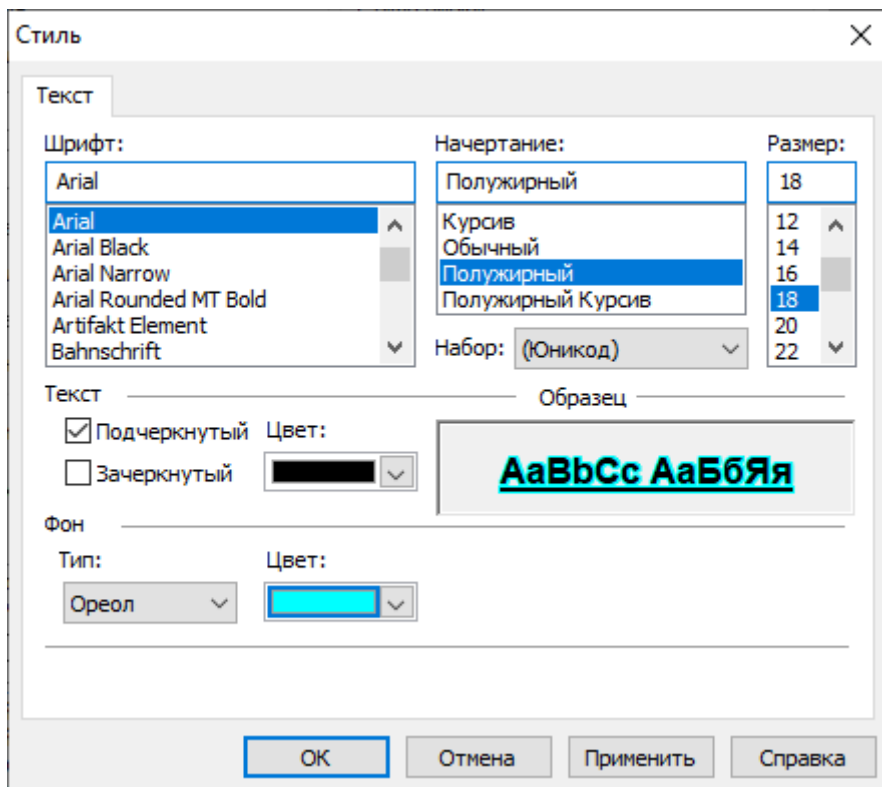 Стиль
Текст
Шрифт: Начертание: Размер:
Arial Полужирный 18
Arial Курсив 12
Arial Black Обычный 14
Arial Narrow Полужирный 16
Arial Rounded MT Bold Полужирный Курсив 18
Artifakt Element 20
Bahnschrift Набор: (Юникод) 22
Текст Образец
Подчеркнутый Цвет:
Зачеркнутый AaBbCc АаБбЯя
Фон
Тип: Цвет:
Ореол
ОК Отмена Применить Справка